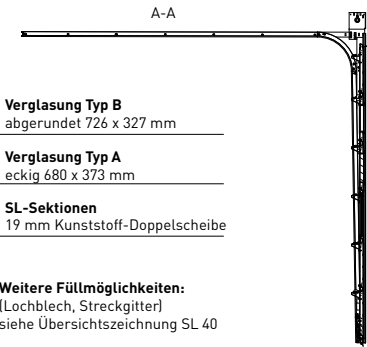 A-A
Verglasung Typ B
abgerundet 726 x 327 mm
Verglasung Typ A
eckig 680 x 373 mm
SL-Sektionen
19 mm Kunststoff-Doppelscheibe
Weitere Füllmöglichkeiten:
(Lochblech, Streckgitter)
siehe Übersichtszeichnung SL 40